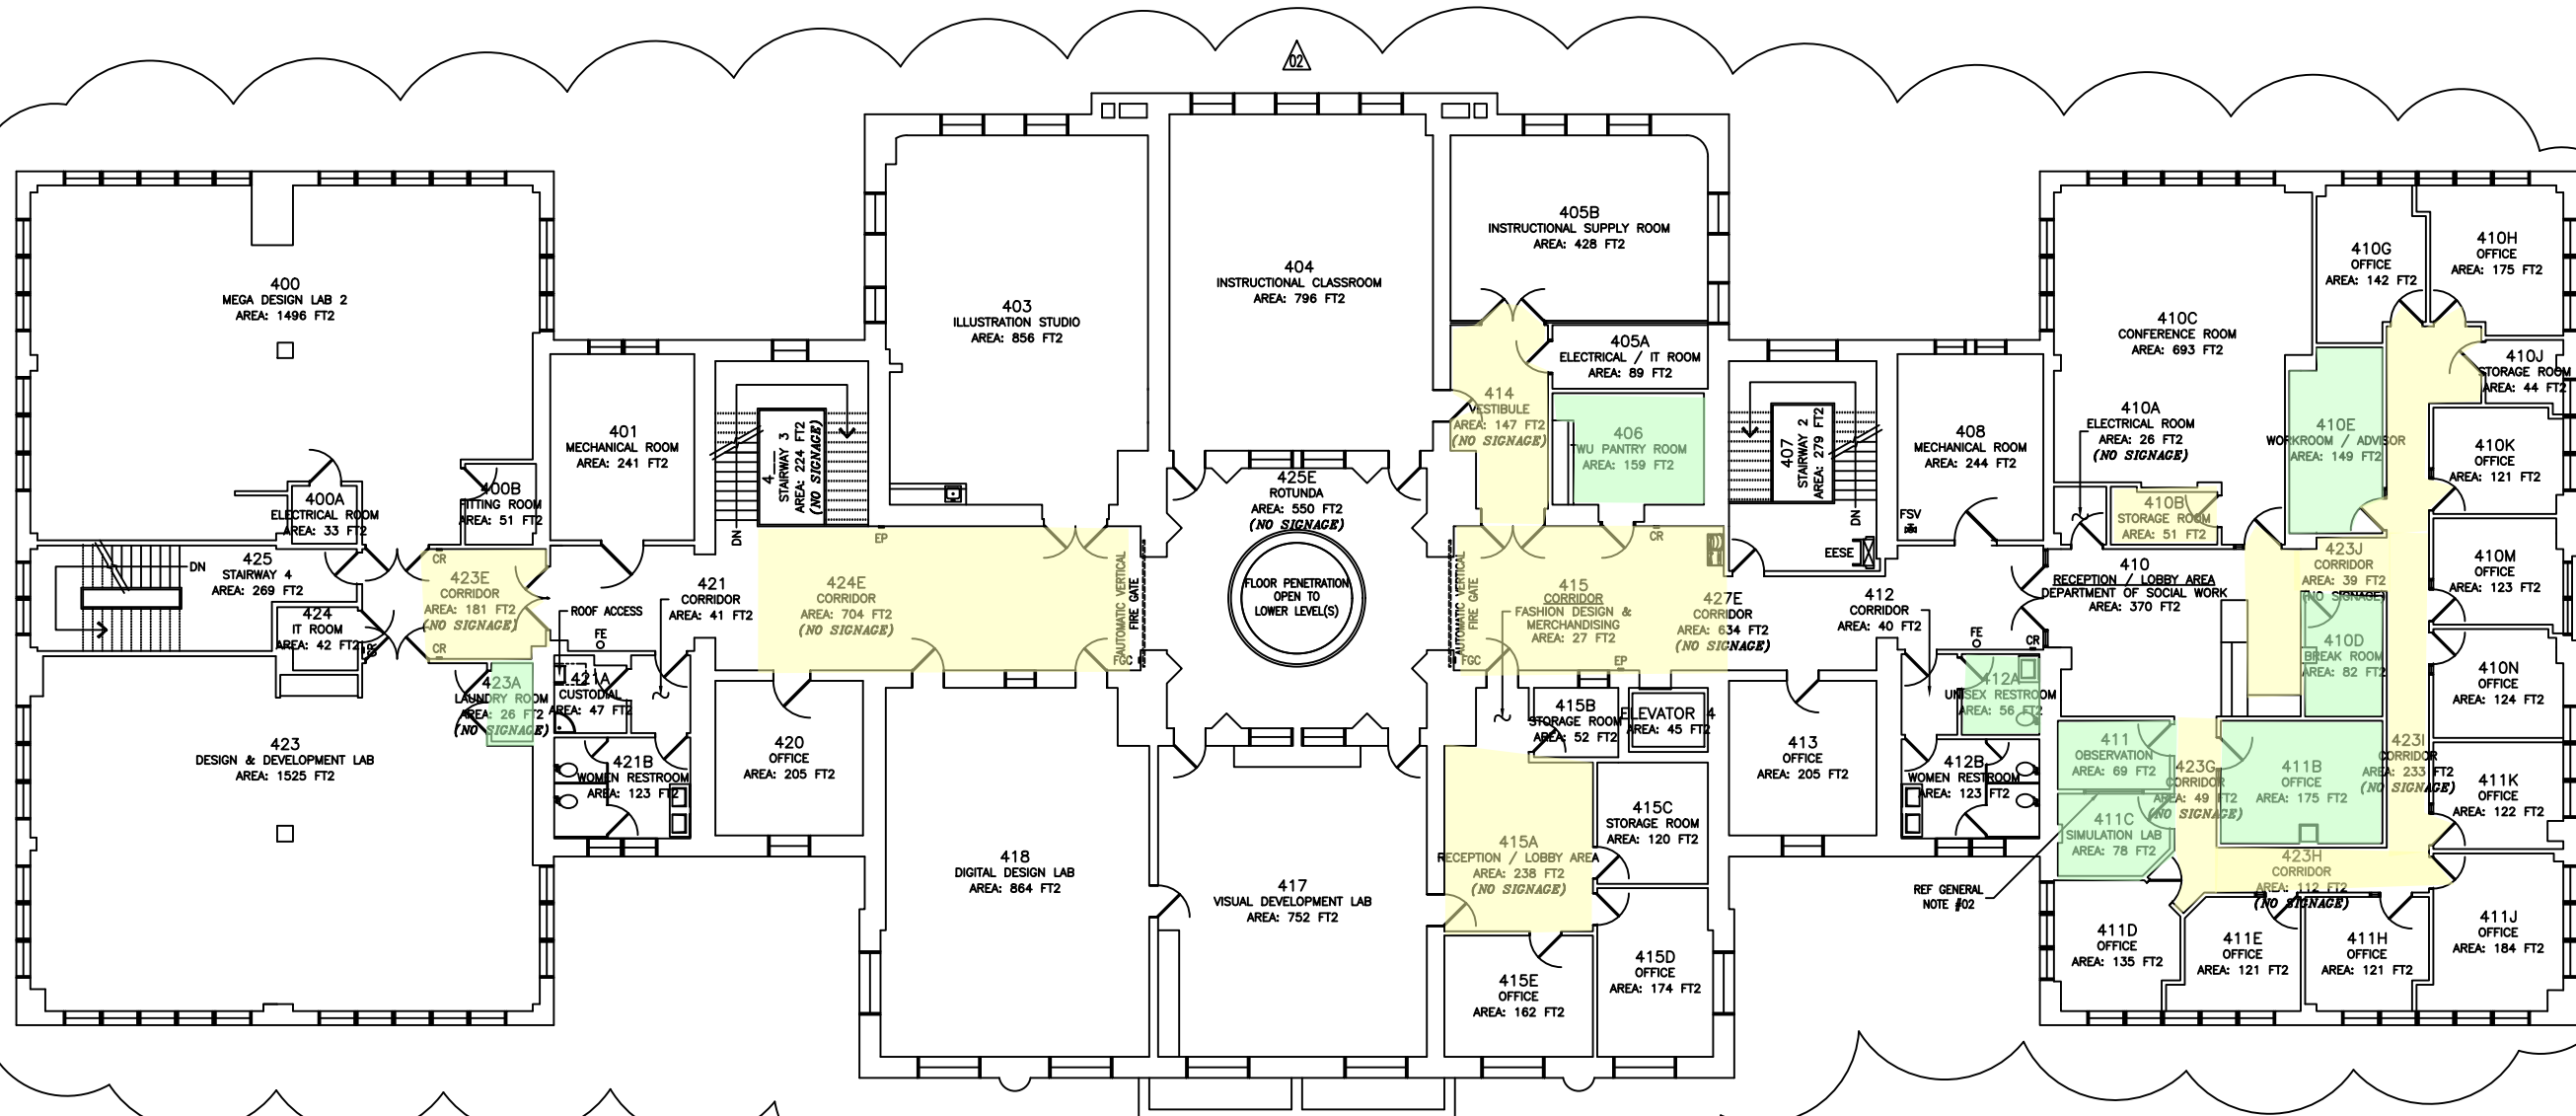 02
400
MEGA DESIGN LAB 2
AREA: 1496 FT2
400A
ELECTRICAL ROOM
AREA: 33 FT2
400B
FITTING ROOM
AREA: 51 FT2
425
STAIRWAY 4
AREA: 269 FT2
DN
424
IT ROOM
AREA: 42 FT2
CR
CR
423E
CORRIDOR
AREA: 181 FT2
(NO SIGNAGE)
CR
423A
LAUNDRY ROOM
AREA: 26 FT2
(NO SIGNAGE)
423
DESIGN & DEVELOPMENT LAB
AREA: 1525 FT2
401
MECHANICAL ROOM
AREA: 241 FT2
ROOF ACCESS
FE
421
CORRIDOR
AREA: 41 FT2
421A
CUSTODIAL
AREA: 47 FT2
421B
WOMEN RESTROOM
AREA: 123 FT2
4
STAIRWAY 3
AREA: 224 FT2
(NO SIGNAGE)
DN
EP
424E
CORRIDOR
AREA: 704 FT2
(NO SIGNAGE)
AUTOMATIC VERTICAL
FIRE GATE
FGC
420
OFFICE
AREA: 205 FT2
403
ILLUSTRATION STUDIO
AREA: 856 FT2
418
DIGITAL DESIGN LAB
AREA: 864 FT2
404
INSTRUCTIONAL CLASSROOM
AREA: 796 FT2
425E
ROTUNDA
AREA: 550 FT2
(NO SIGNAGE)
FLOOR PENETRATION
OPEN TO
LOWER LEVEL(S)
417
VISUAL DEVELOPMENT LAB
AREA: 752 FT2
405B
INSTRUCTIONAL SUPPLY ROOM
AREA: 428 FT2
405A
ELECTRICAL / IT ROOM
AREA: 89 FT2
414
VESTIBULE
AREA: 147 FT2
(NO SIGNAGE)
406
WU PANTRY ROOM
AREA: 159 FT2
AUTOMATIC VERTICAL
FIRE GATE
FGC
CR
415
CORRIDOR
FASHION DESIGN &
MERCHANDISING
AREA: 27 FT2
EP
427E
CORRIDOR
AREA: 634 FT2
(NO SIGNAGE)
415B
STORAGE ROOM
AREA: 52 FT2
ELEVATOR 4
AREA: 45 FT2
415A
RECEPTION / LOBBY AREA
AREA: 238 FT2
(NO SIGNAGE)
415C
STORAGE ROOM
AREA: 120 FT2
415D
OFFICE
AREA: 174 FT2
415E
OFFICE
AREA: 162 FT2
407
STAIRWAY 2
AREA: 279 FT2
DN
EESE
408
MECHANICAL ROOM
AREA: 244 FT2
FSV
412
CORRIDOR
AREA: 40 FT2
FE
CR
413
OFFICE
AREA: 205 FT2
412A
UNISEX RESTROOM
AREA: 56 FT2
412B
WOMEN RESTROOM
AREA: 123 FT2
REF GENERAL
NOTE #02
410C
CONFERENCE ROOM
AREA: 693 FT2
410A
ELECTRICAL ROOM
AREA: 26 FT2
(NO SIGNAGE)
410B
STORAGE ROOM
AREA: 51 FT2
410
RECEPTION / LOBBY AREA
DEPARTMENT OF SOCIAL WORK
AREA: 370 FT2
410G
OFFICE
AREA: 142 FT2
410H
OFFICE
AREA: 175 FT2
410J
STORAGE ROOM
AREA: 44 FT2
410E
WORKROOM / ADVISOR
AREA: 149 FT2
410K
OFFICE
AREA: 121 FT2
423J
CORRIDOR
AREA: 39 FT2
(NO SIGNAGE)
410M
OFFICE
AREA: 123 FT2
410D
BREAK ROOM
AREA: 82 FT2
410N
OFFICE
AREA: 124 FT2
411
OBSERVATION
AREA: 69 FT2
423G
CORRIDOR
AREA: 49 FT2
(NO SIGNAGE)
411B
OFFICE
AREA: 175 FT2
423I
CORRIDOR
AREA: 233 FT2
(NO SIGNAGE)
411K
OFFICE
AREA: 122 FT2
411C
SIMULATION LAB
AREA: 78 FT2
423H
CORRIDOR
AREA: 112 FT2
(NO SIGNAGE)
411D
OFFICE
AREA: 135 FT2
411E
OFFICE
AREA: 121 FT2
411H
OFFICE
AREA: 121 FT2
411J
OFFICE
AREA: 184 FT2